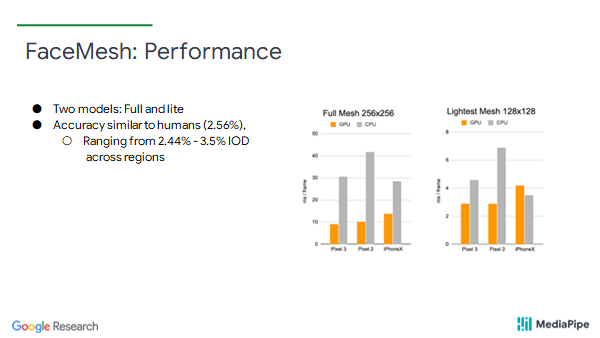 FaceMesh: Performance
● Two models: Full and lite
● Accuracy similar to humans (2.56%),
○ Ranging from 2.44% - 3.5% IOD
across regions
Full Mesh 256x256
GPU CPU
50
40
30
20
10
0
ms / frame
Pixel 3 Pixel 2 iPhoneX
Lightest Mesh 128x128
GPU CPU
8
6
4
2
0
ms / frame
Pixel 3 Pixel 2 iPhoneX
Google Research
MediaPipe